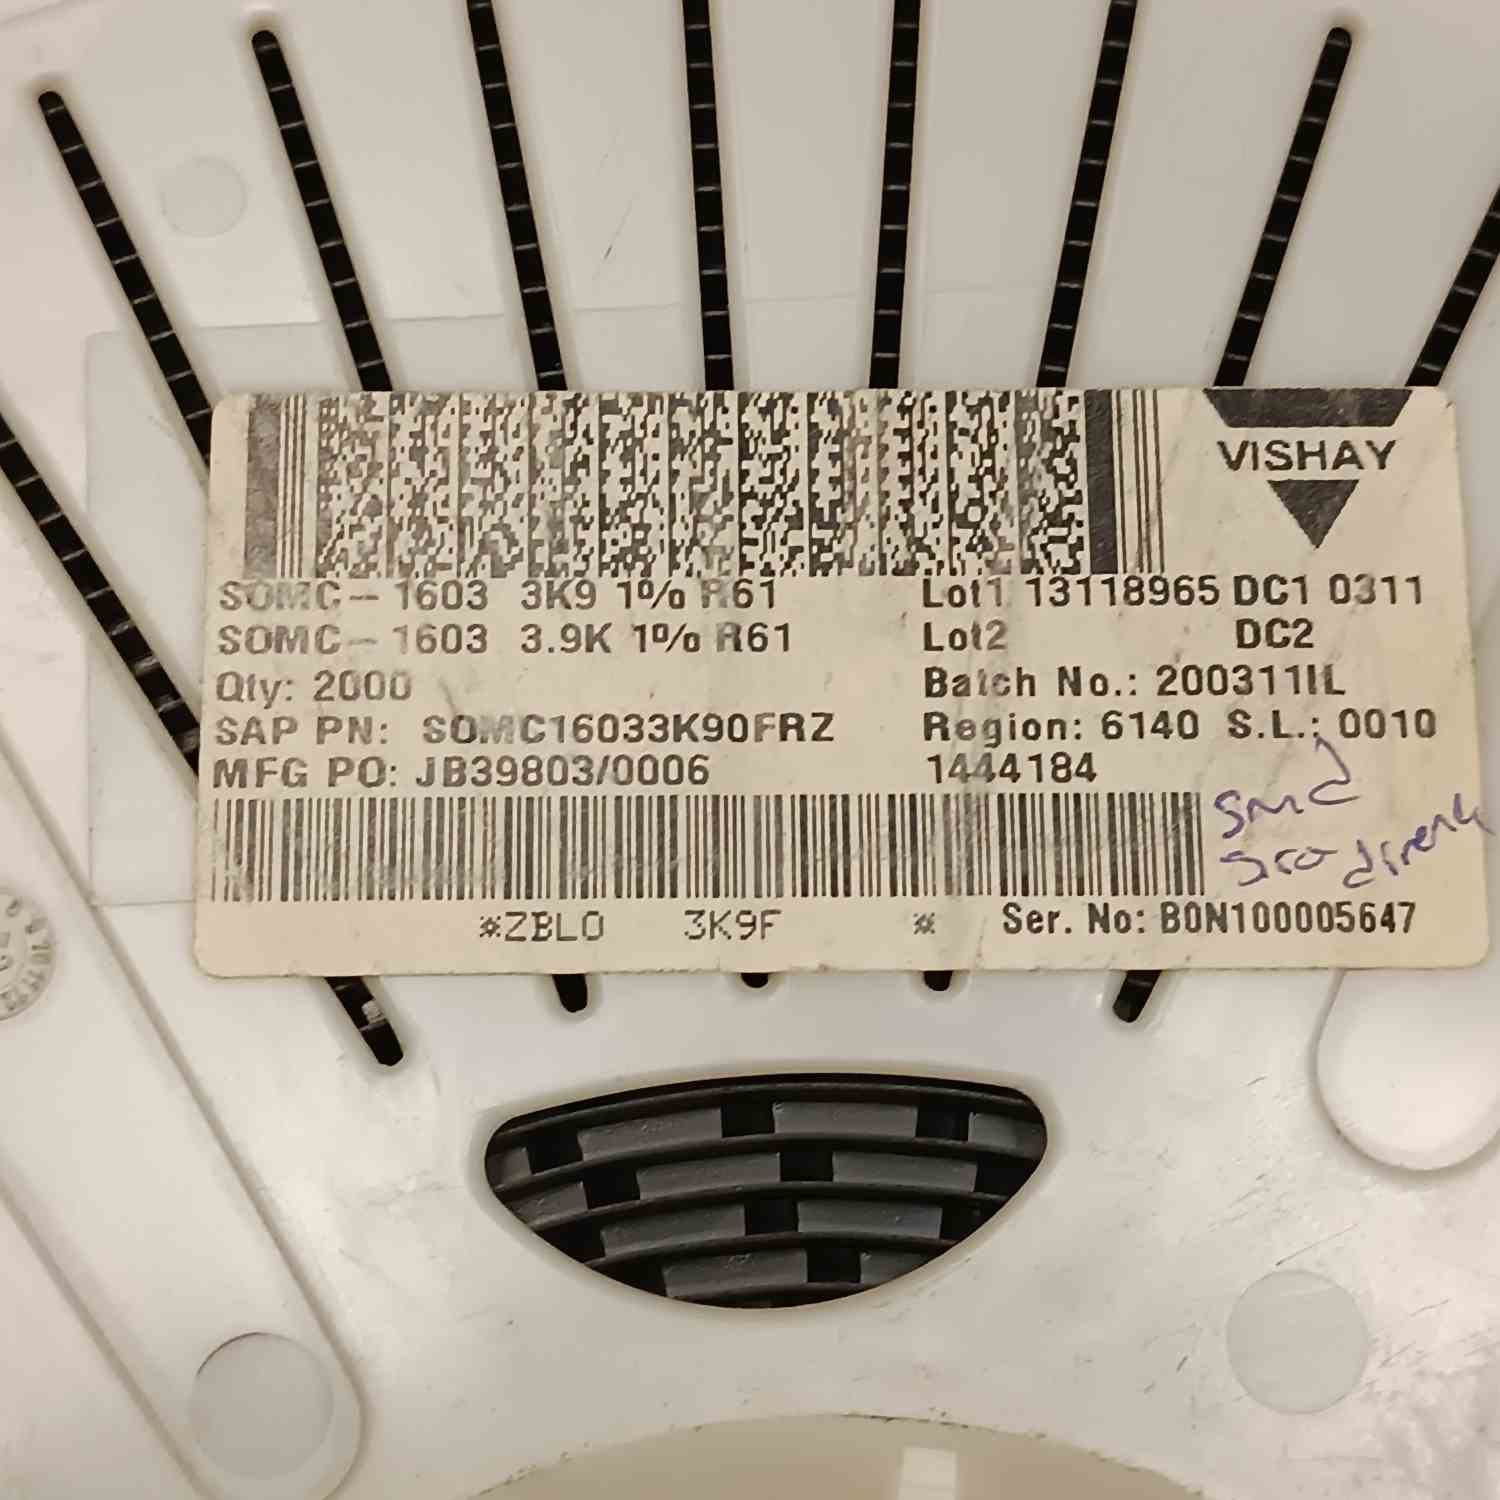 VISHAY
SOMC-1603 3K9 1% R61
Lot1 13118965 DC1 0311
SOMC-1603 3.9K 1% R61
Lot2 DC2
Qty: 2000
Batch No.: 200311IL
SAP PN: SOMC16033K90FRZ
Region: 6140 S.L.: 0010
MFG PO: JB39803/0006
1444184
SMD
*ZBLO 3K9F *
Ser. No: B0N100005647